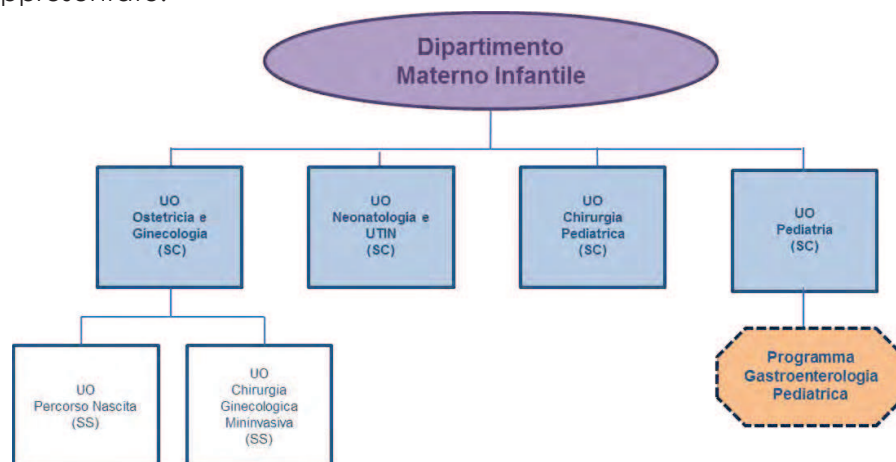 Dipartimento
Materno Infantile
UO
Ostetricia e
Ginecologia
(SC)
UO
Neonatologia e
UTIN
(SC)
UO
Chirurgia
Pediatrica
(SC)
UO
Pediatria
(SC)
UO
Percorso Nascita
(SS)
UO
Chirurgia
Ginecologica
Mininvasiva
(SS)
Programma
Gastroenterologia
Pediatrica